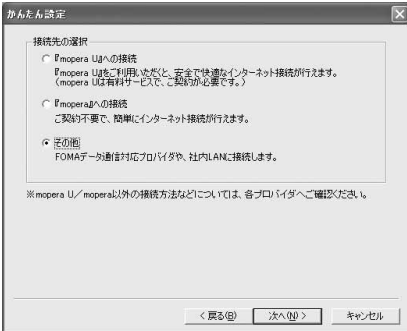 かんたん設定
接続先の選択
『mopera U』への接続
『mopera U』をご利用いただくと、安全で快適なインターネット接続が行えます。
(mopera Uは有料サービスで、ご契約が必要です。)
『mopera』への接続
ご契約不要で、簡単にインターネット接続が行えます。
その他
FOMAデータ通信対応プロバイダや、社内LANに接続します。
※mopera U／mopera以外の接続方法などについては、各プロバイダへご確認ください。
< 戻る(B) 次へ(N) > キャンセル